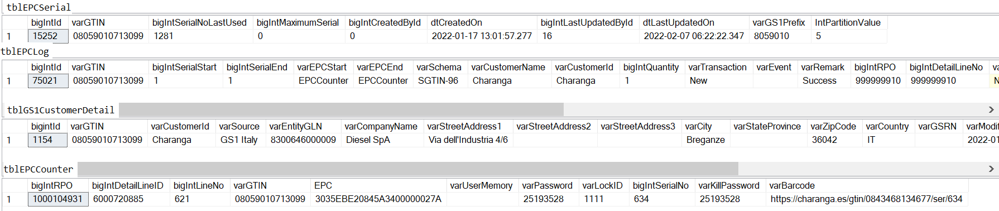 tblEPCSerial
bigIntId varGTIN bigIntSerialNoLastUsed bigIntMaximumSerial bigIntCreatedById dtCreatedOn bigIntLastUpdatedById dtLastUpdatedOn varGS1Prefix IntPartitionValue
1 15252 08059010713099 1281 0 0 2022-01-17 13:01:57.277 16 2022-02-07 06:22:22.347 8059010 5
tblEPCLog
bigIntId varGTIN bigIntSerialStart bigIntSerialEnd varEPCStart varEPCEnd varSchema varCustomerName varCustomerId bigIntQuantity varTransaction varEvent varRemark bigIntRPO bigIntDetailLineNo va
1 75021 08059010713099 1 1 EPCCounter EPCCounter SGTIN-96 Charanga Charanga 1 New Success 999999910 999999910 N
tblGS1CustomerDetail
bigintId varGTIN varCustomerId varSource varEntityGLN varCompanyName varStreetAddress1 varStreetAddress2 varStreetAddress3 varCity varStateProvince varZipCode varCountry varGSRN varModif
1 1154 08059010713099 Charanga GS1 Italy 8300646000009 Diesel SpA Via dell'Industria 4/6 Breganze 36042 IT 2022-01
tblEPCCounter
bigIntRPO bigIntDetailLineID bigIntLineNo varGTIN EPC varUserMemory varPassword varLockID bigIntSerialNo varKillPassword varBarcode
1 1000104931 6000720885 621 08059010713099 3035EBE20845A3400000027A 25193528 1111 634 25193528 https://charanga.es/gtin/0843468134677/ser/634